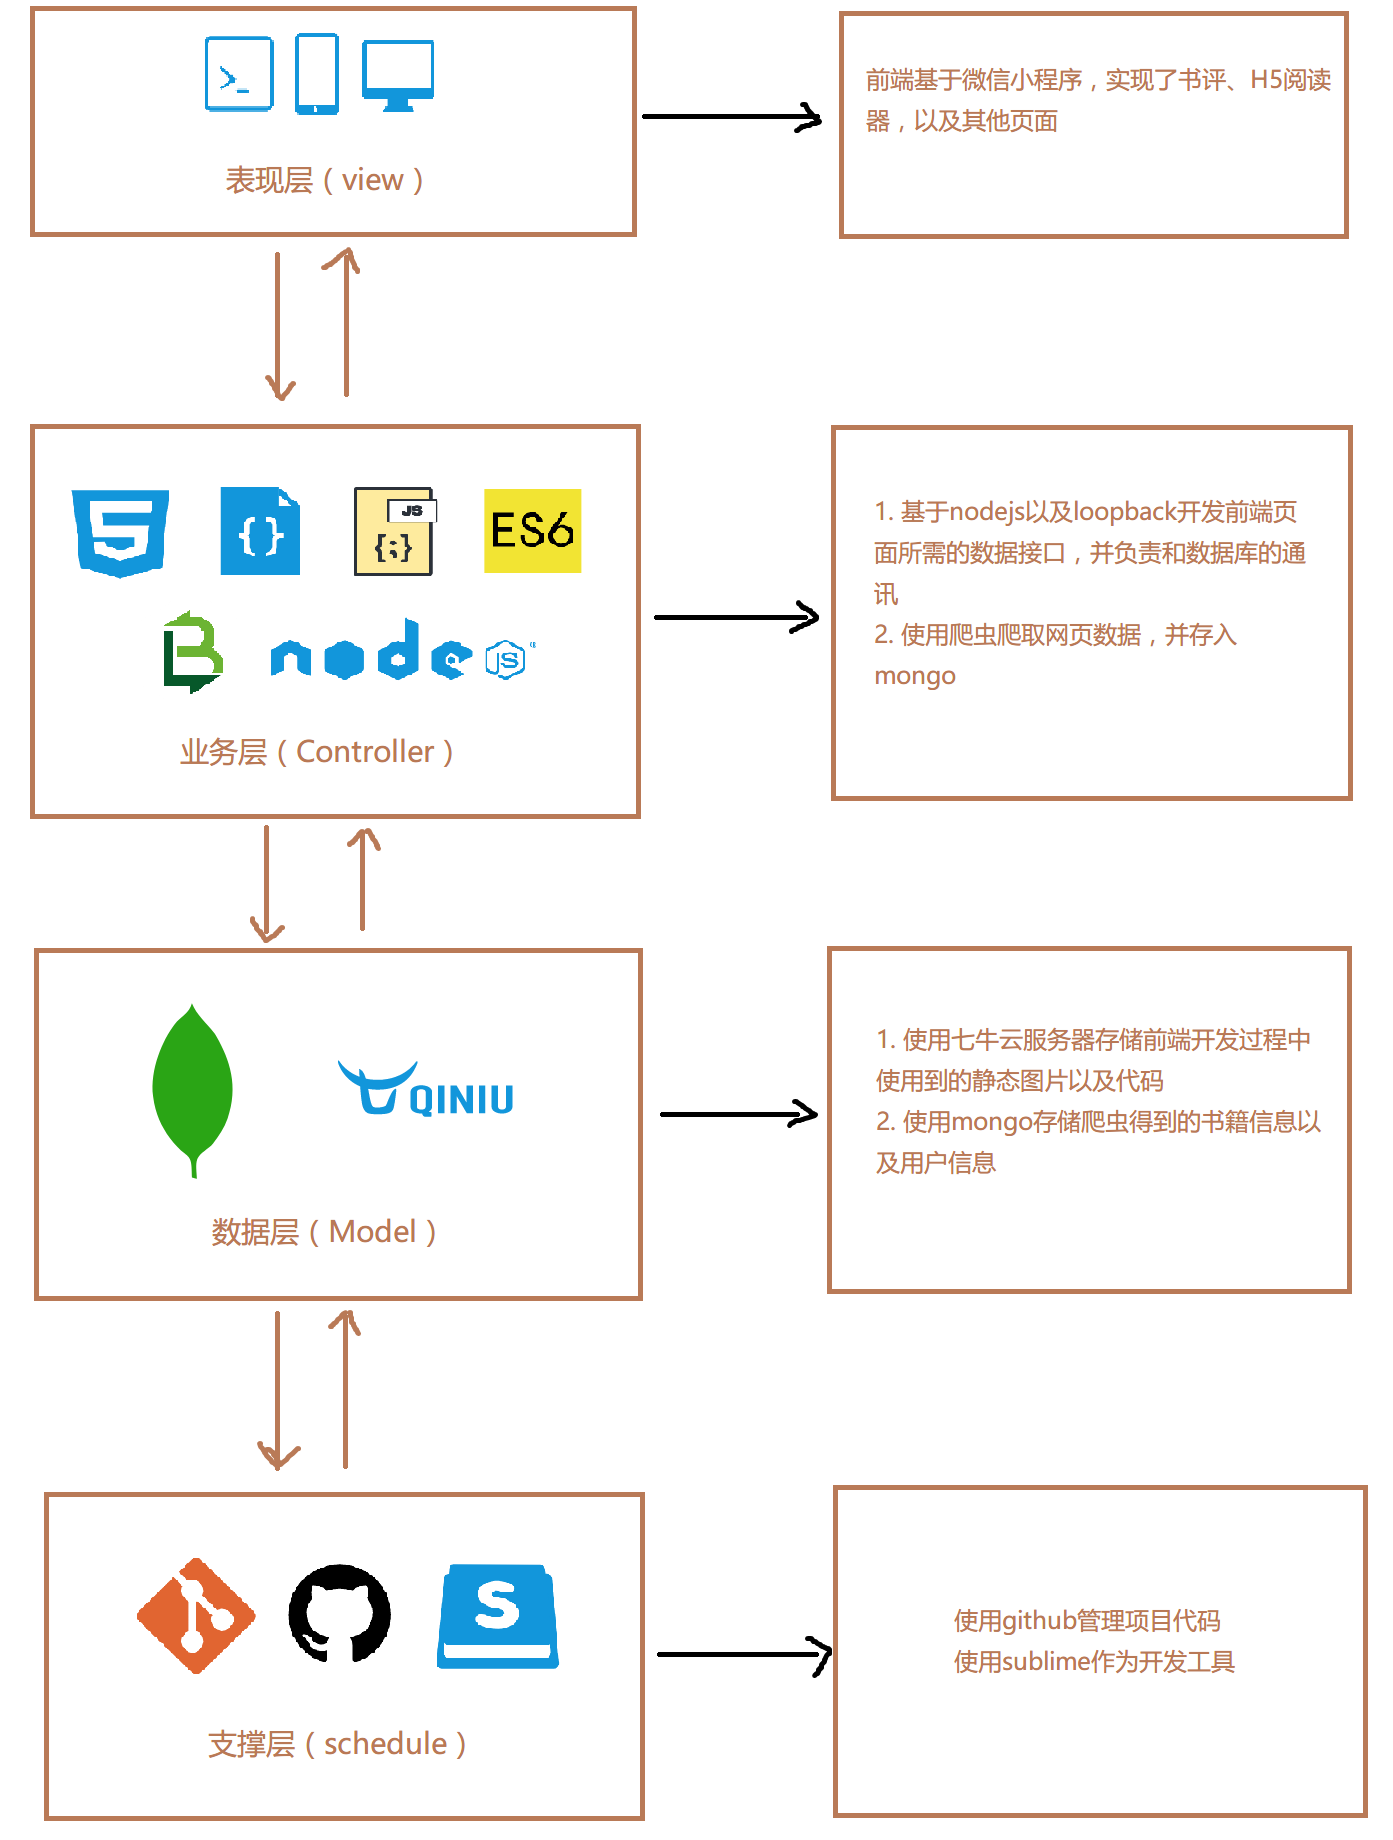 表现层（view）
前端基于微信小程序，实现了书评、H5阅读
器，以及其他页面
JS
{;}
{}
ES6
node
JS
业务层（Controller）
1. 基于nodejs以及loopback开发前端页
面所需的数据接口，并负责和数据库的通
讯
2. 使用爬虫爬取网页数据，并存入
mongo
QINIU
数据层（Model）
1. 使用七牛云服务器存储前端开发过程中
使用到的静态图片以及代码
2. 使用mongo存储爬虫得到的书籍信息以
及用户信息
S
支撑层（schedule）
使用github管理项目代码
使用sublime作为开发工具